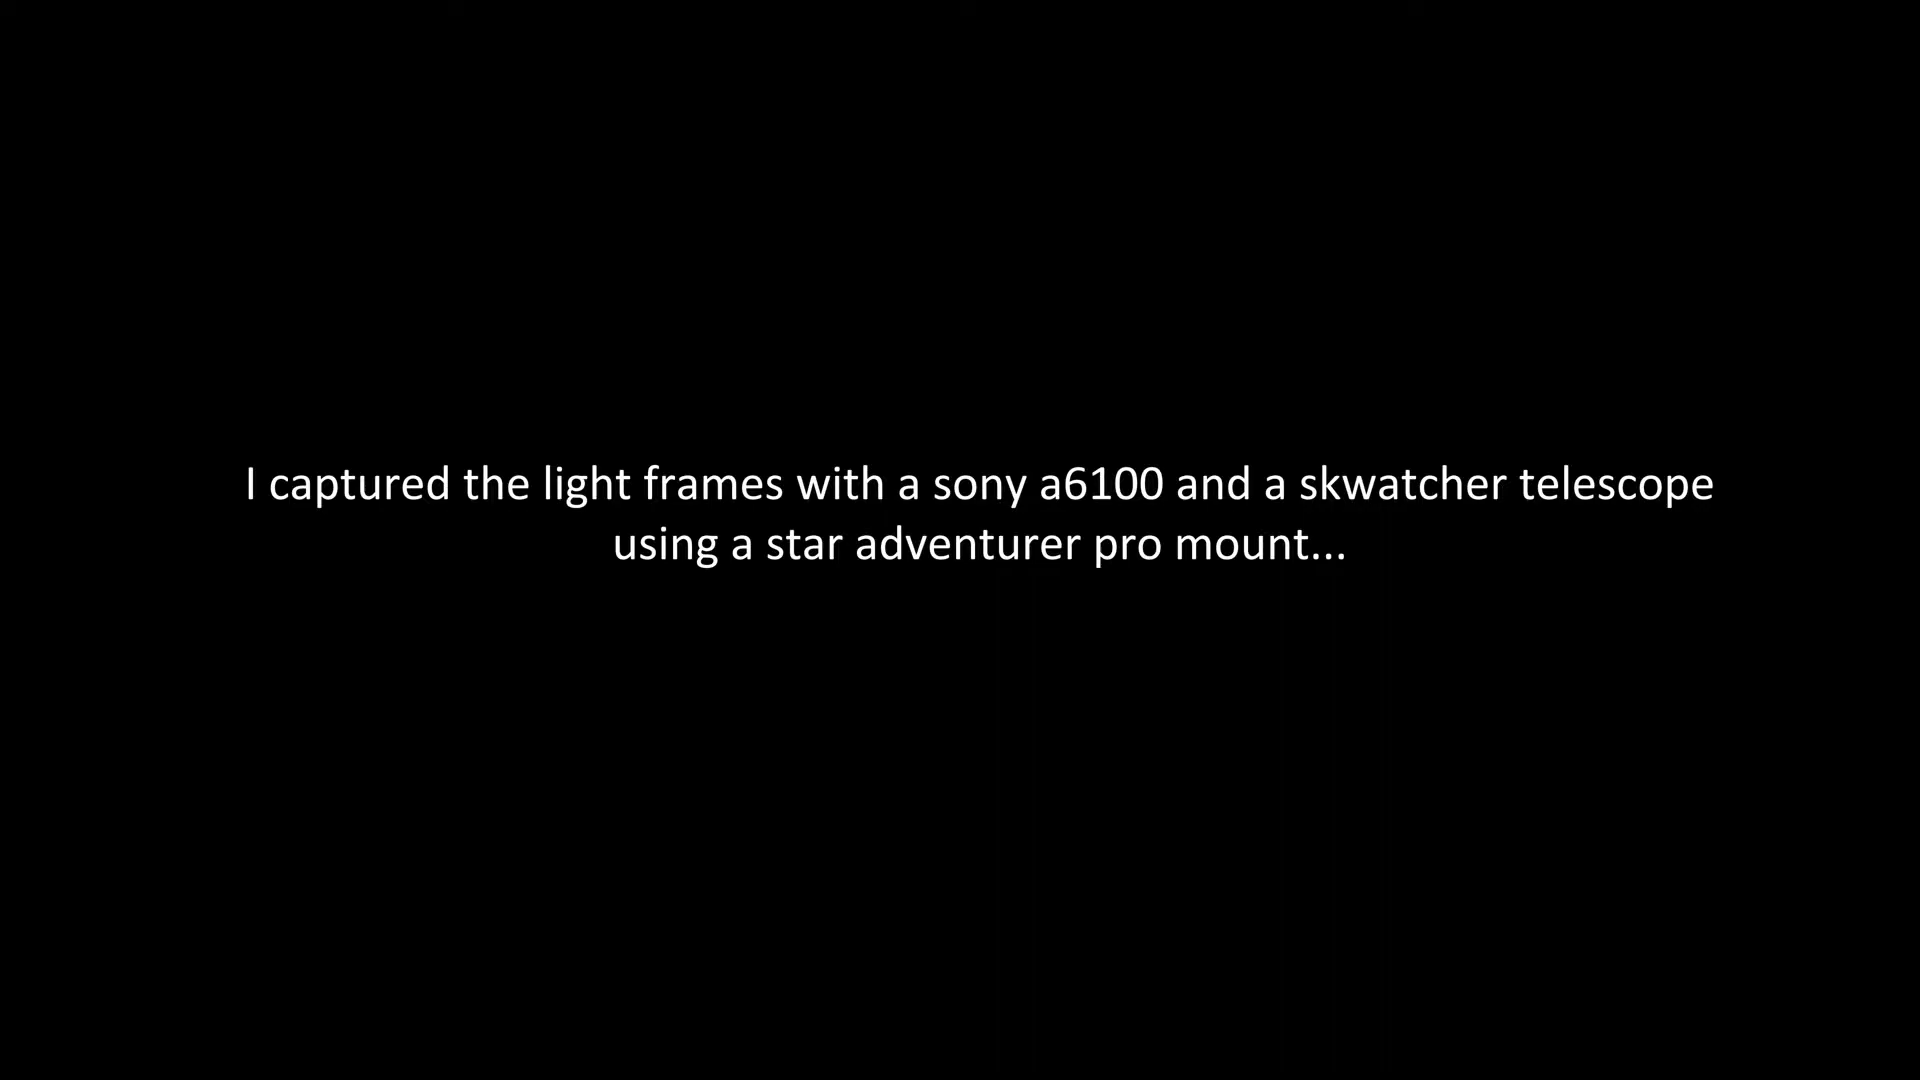 I captured the light frames with a sony a6100 and a skwatcher telescope
using a star adventurer pro mount...